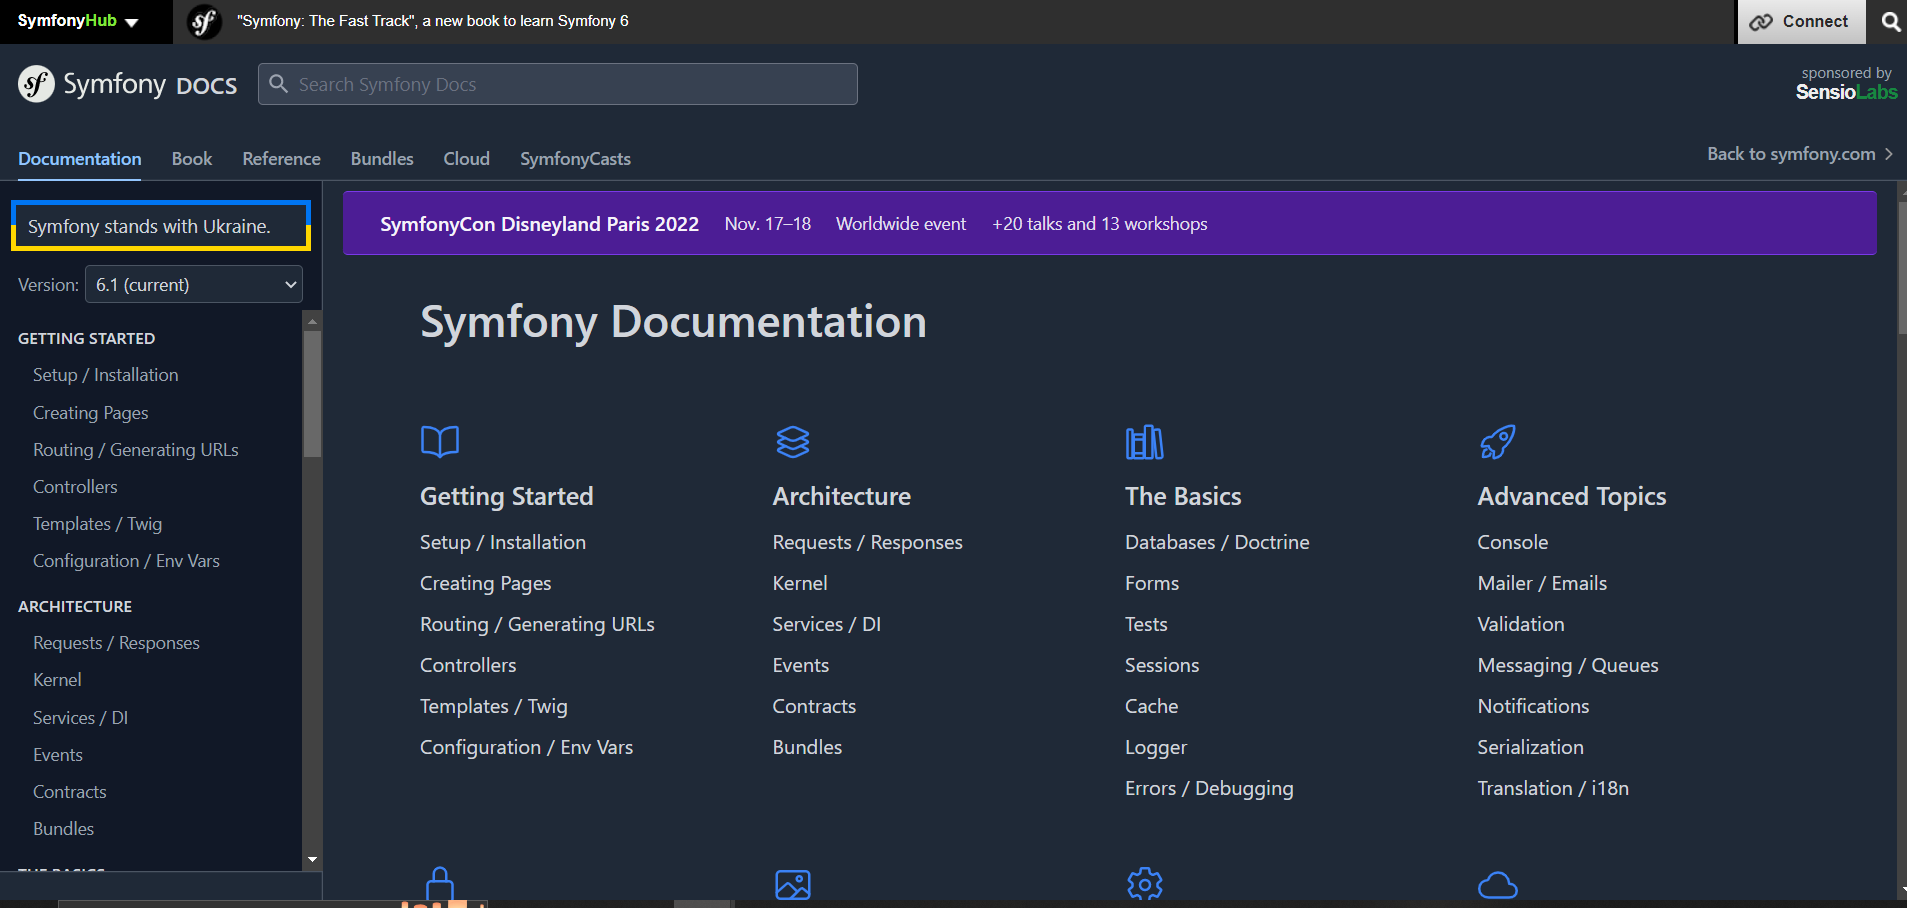 SymfonyHub
"Symfony: The Fast Track", a new book to learn Symfony 6
Connect
Symfony DOCS
Search Symfony Docs
sponsored by
SensioLabs
Documentation Book Reference Bundles Cloud SymfonyCasts
Back to symfony.com
Symfony stands with Ukraine.
Version: 6.1 (current)
GETTING STARTED
Setup / Installation
Creating Pages
Routing / Generating URLs
Controllers
Templates / Twig
Configuration / Env Vars
ARCHITECTURE
Requests / Responses
Kernel
Services / DI
Events
Contracts
Bundles
THE BASICS
SymfonyCon Disneyland Paris 2022 Nov. 17–18 Worldwide event +20 talks and 13 workshops
Symfony Documentation
Getting Started
Setup / Installation
Creating Pages
Routing / Generating URLs
Controllers
Templates / Twig
Configuration / Env Vars
Architecture
Requests / Responses
Kernel
Services / DI
Events
Contracts
Bundles
The Basics
Databases / Doctrine
Forms
Tests
Sessions
Cache
Logger
Errors / Debugging
Advanced Topics
Console
Mailer / Emails
Validation
Messaging / Queues
Notifications
Serialization
Translation / i18n